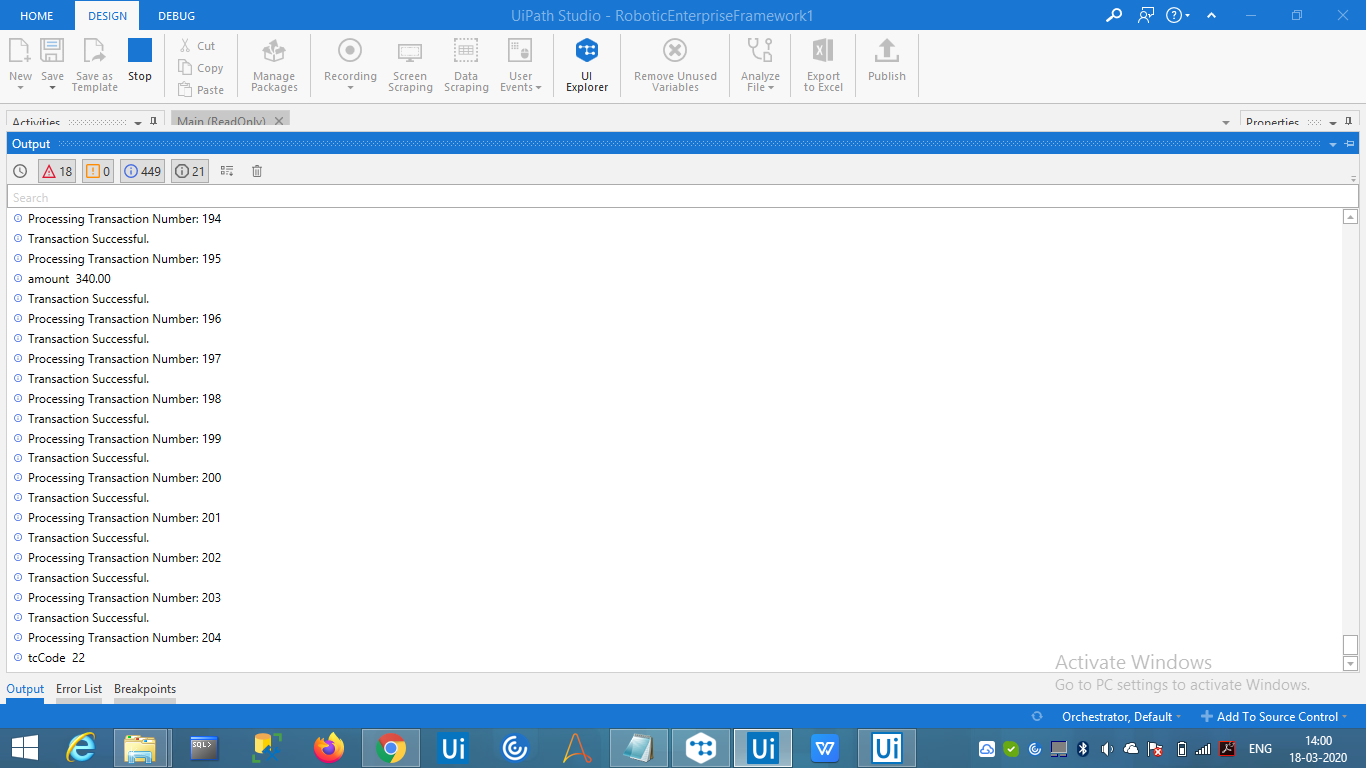 HOME DESIGN DEBUG UiPath Studio - RoboticEnterpriseFramework1
New Save Save as Template Stop
Cut
Copy
Paste
Manage Packages
Recording
Screen Scraping
Data Scraping
User Events
UI Explorer
Remove Unused Variables
Analyze File
Export to Excel
Publish
Activities Main (ReadOnly) Properties
Output
18 0 449 21
Search
Processing Transaction Number: 194
Transaction Successful.
Processing Transaction Number: 195
amount  340.00
Transaction Successful.
Processing Transaction Number: 196
Transaction Successful.
Processing Transaction Number: 197
Transaction Successful.
Processing Transaction Number: 198
Transaction Successful.
Processing Transaction Number: 199
Transaction Successful.
Processing Transaction Number: 200
Transaction Successful.
Processing Transaction Number: 201
Transaction Successful.
Processing Transaction Number: 202
Transaction Successful.
Processing Transaction Number: 203
Transaction Successful.
Processing Transaction Number: 204
tcCode  22
Activate Windows
Go to PC settings to activate Windows.
Output Error List Breakpoints
Orchestrator, Default Add To Source Control
SQL> Ui Ui Ui W ENG 14:00
18-03-2020